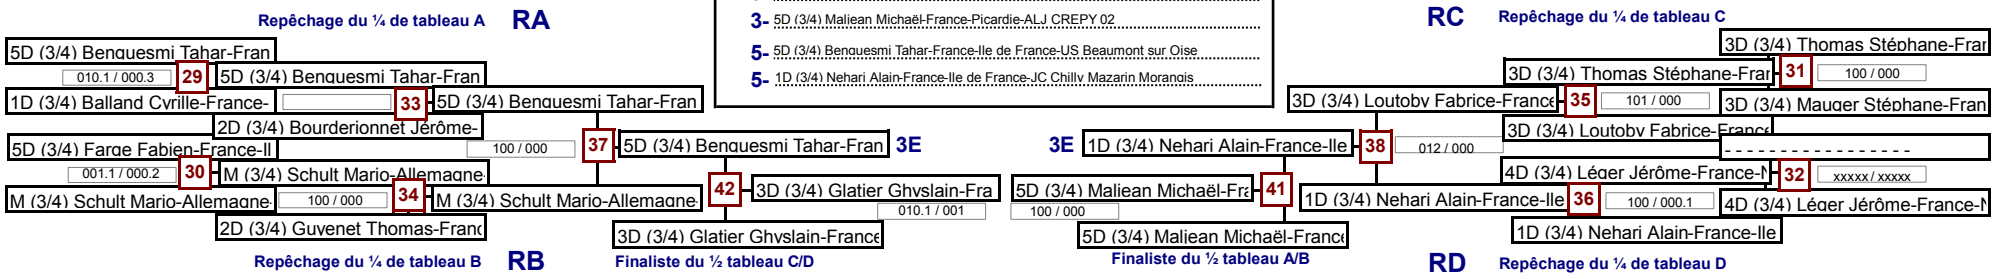 Repêchage du ¼ de tableau A RA
3- 5D (3/4) Maljean Michaël-France-Picardie-ALJ CREPY 02
5- 5D (3/4) Benguesmi Tahar-France-Ile de France-US Beaumont sur Oise
5- 1D (3/4) Nehari Alain-France-Ile de France-JC Chilly Mazarin Morangis
RC Repêchage du ¼ de tableau C
5D (3/4) Benguesmi Tahar-Fran
010.1 / 000.3
29
5D (3/4) Benguesmi Tahar-Fran
1D (3/4) Balland Cyrille-France-
33
5D (3/4) Benguesmi Tahar-Fran
2D (3/4) Bourderionnet Jérôme-
5D (3/4) Farge Fabien-France-Il
001.1 / 000.2
30
M (3/4) Schult Mario-Allemagne-
M (3/4) Schult Mario-Allemagne-
100 / 000
34
M (3/4) Schult Mario-Allemagne-
2D (3/4) Guyenet Thomas-Franc
100 / 000
37
5D (3/4) Benguesmi Tahar-Fran
3E
42
3D (3/4) Glatier Ghyslain-Fra
010.1 / 001
3D (3/4) Glatier Ghyslain-France
3E
1D (3/4) Nehari Alain-France-Ile
38
012 / 000
5D (3/4) Maljean Michaël-Fra
100 / 000
41
5D (3/4) Maljean Michaël-France
3D (3/4) Loutoby Fabrice-France
35
101 / 000
3D (3/4) Thomas Stéphane-Fran
31
100 / 000
3D (3/4) Thomas Stéphane-Fran
3D (3/4) Mauger Stéphane-Fran
3D (3/4) Loutoby Fabrice-France
- - - - - - - - - - - - - - - - -
4D (3/4) Léger Jérôme-France-N
32
xxxxx / xxxxx
1D (3/4) Nehari Alain-France-Ile
36
100 / 000.1
4D (3/4) Léger Jérôme-France-N
1D (3/4) Nehari Alain-France-Ile
Repêchage du ¼ de tableau B RB
Finaliste du ½ tableau C/D
Finaliste du ½ tableau A/B
RD Repêchage du ¼ de tableau D